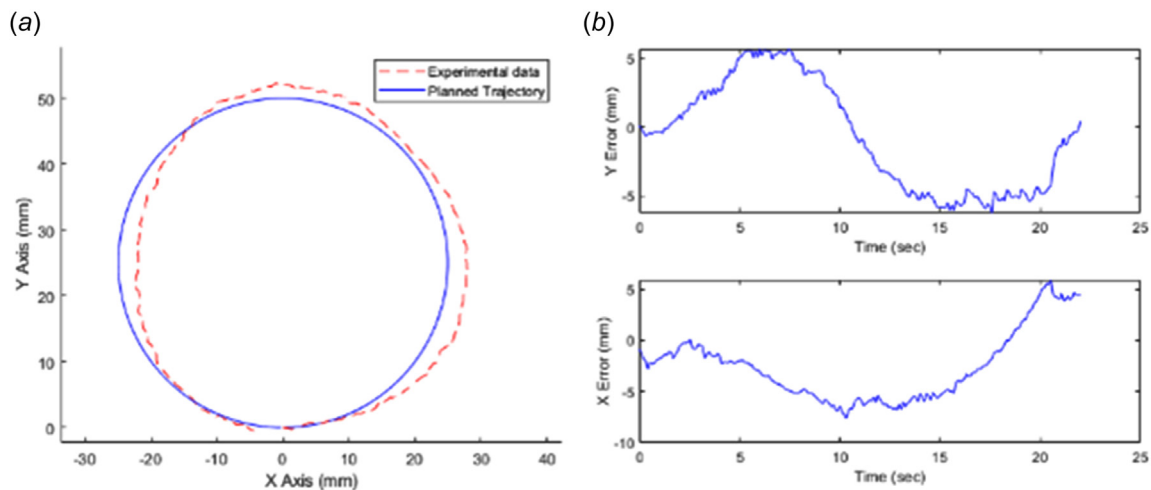 (a)
Experimental data
Planned Trajectory
50
40
30
20
10
0
Y Axis (mm)
-30 -20 -10 0 10 20 30 40
X Axis (mm)
(b)
5
0
-5
Y Error (mm)
0 5 10 15 20 25
Time (sec)
5
0
-5
-10
X Error (mm)
0 5 10 15 20 25
Time (sec)